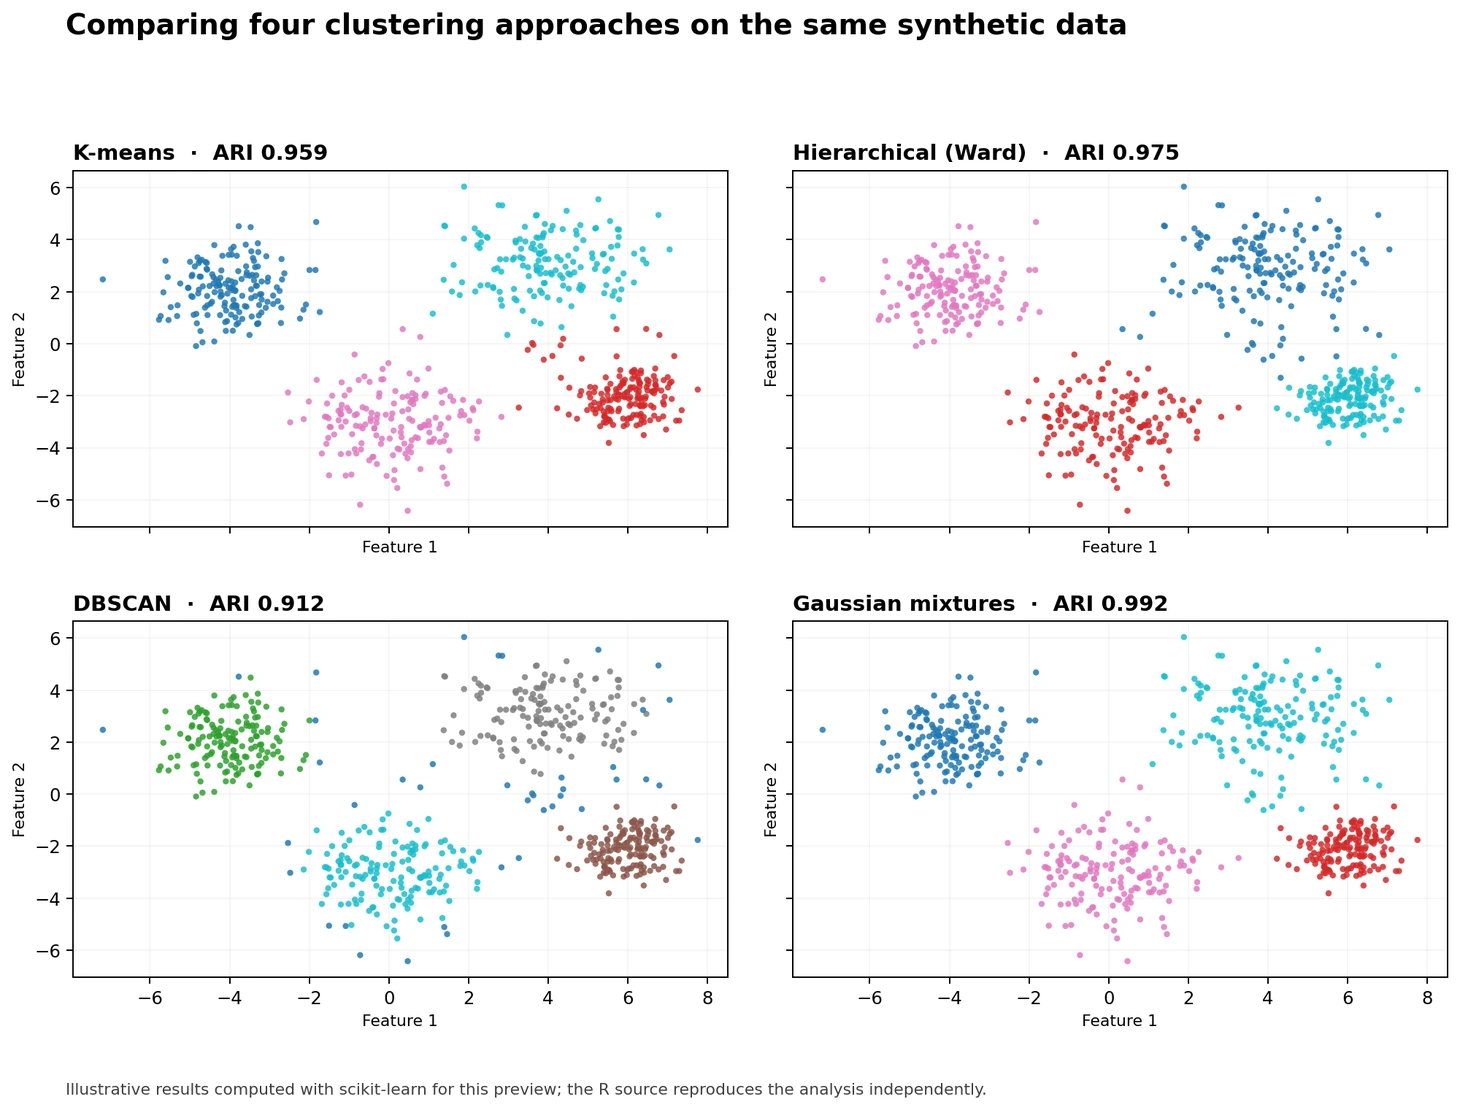 Comparing four clustering approaches on the same synthetic data
K-means · ARI 0.959
6
4
2
0
−2
−4
−6
Feature 2
Feature 1
Hierarchical (Ward) · ARI 0.975
Feature 2
Feature 1
DBSCAN · ARI 0.912
6
4
2
0
−2
−4
−6
Feature 2
−6 −4 −2 0 2 4 6 8
Feature 1
Gaussian mixtures · ARI 0.992
Feature 2
−6 −4 −2 0 2 4 6 8
Feature 1
Illustrative results computed with scikit-learn for this preview; the R source reproduces the analysis independently.